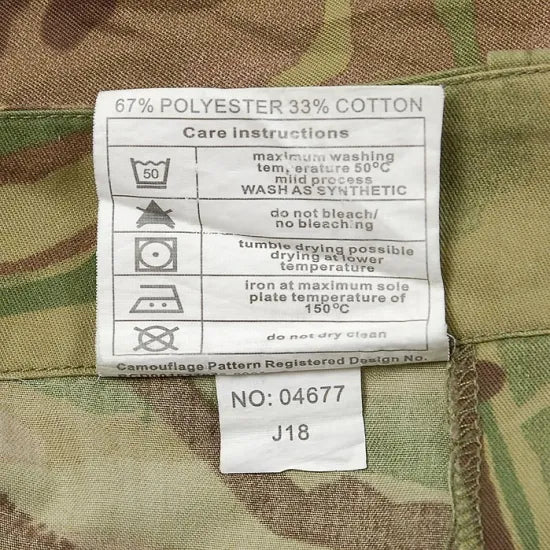 67% POLYESTER 33% COTTON
Care instructions
50
maximum washing
tem erature 50°C
mild process
WASH AS SYNTHETIC
do not bleach/
no bleaching
tumble drying possible
drying at lower
temperature
iron at maximum sole
plate temperature of
150°C
do not dry clean
Camouflage Pattern Registered Design No.
NO: 04677
J18